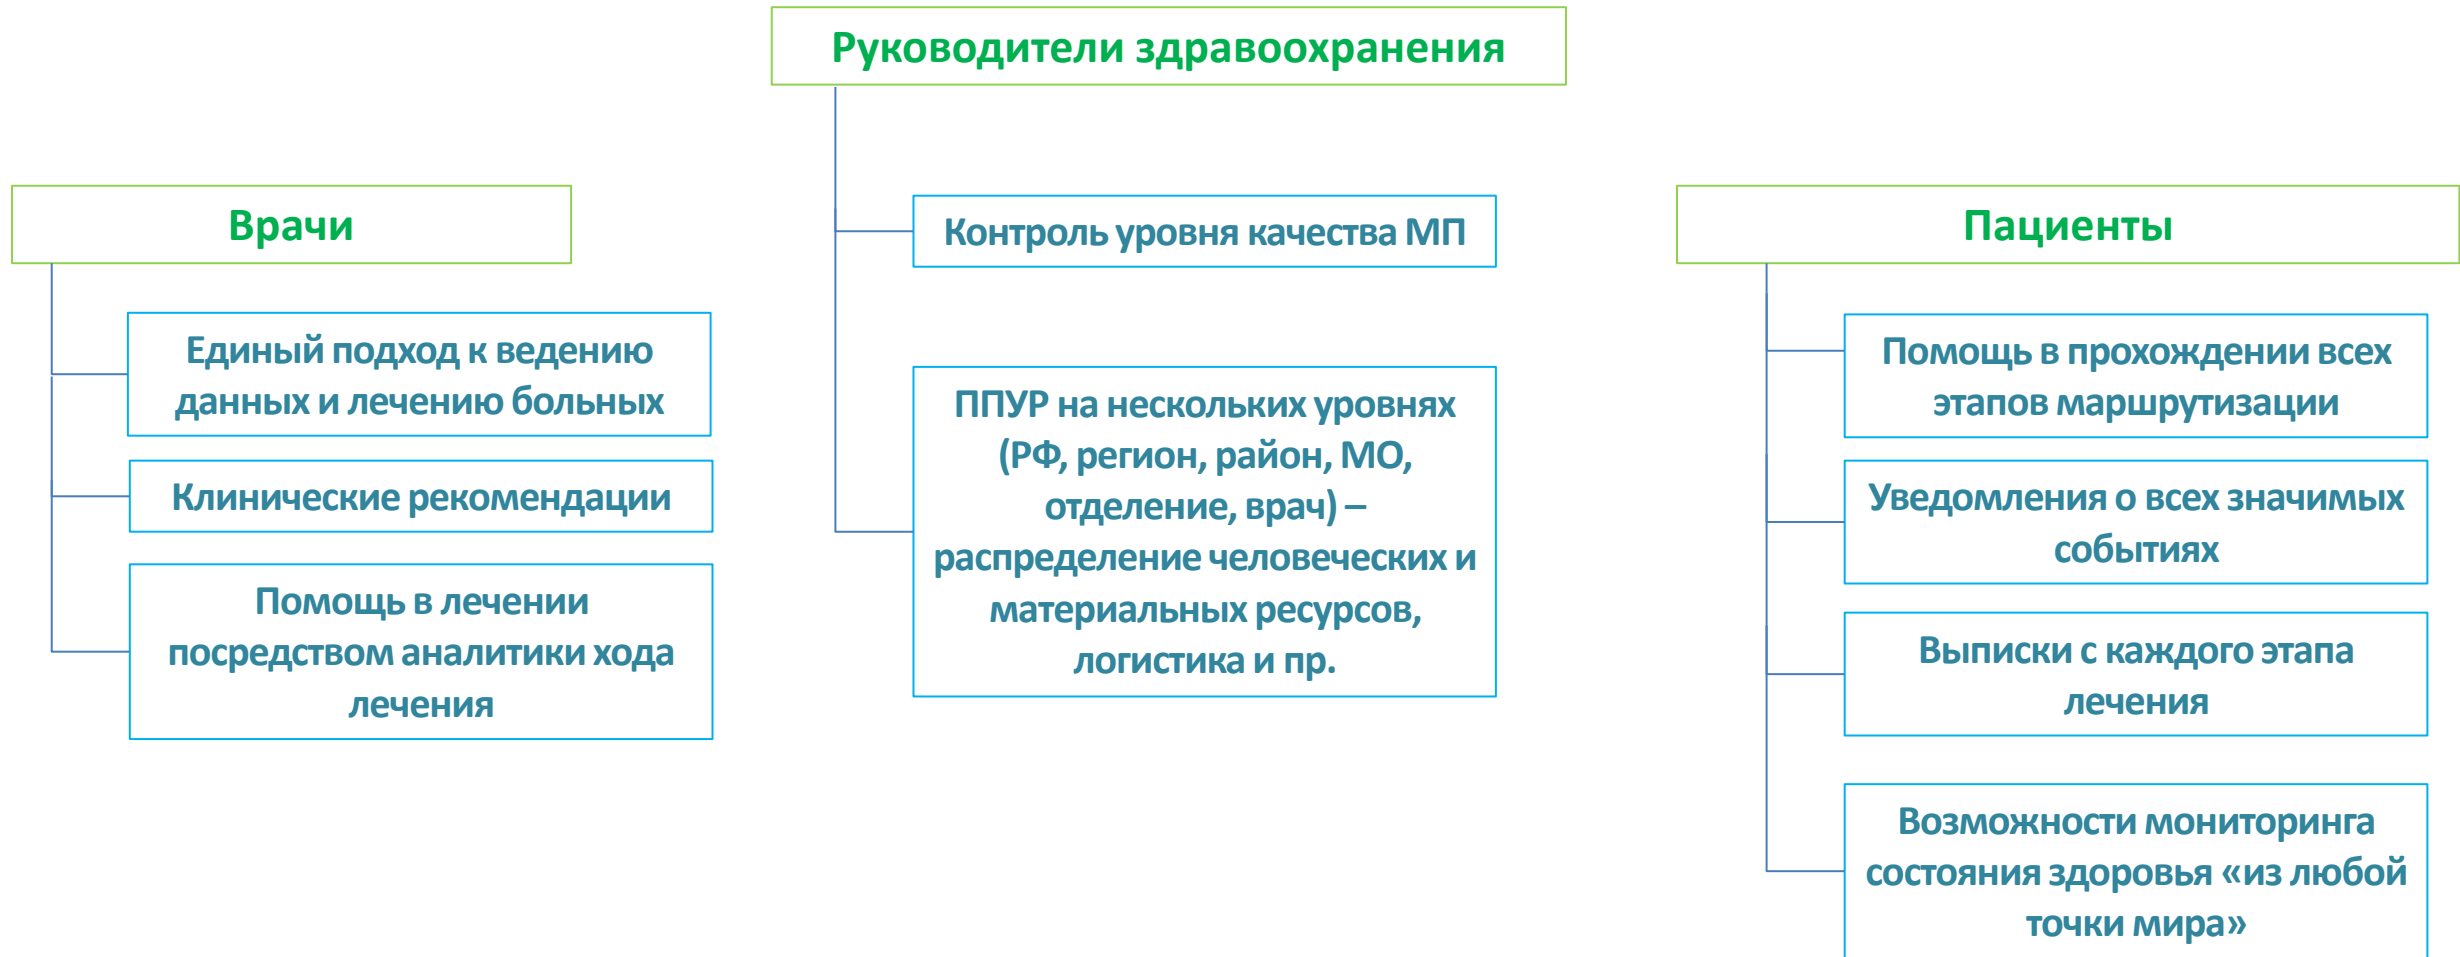 Руководители здравоохранения
Контроль уровня качества МП
ППУР на нескольких уровнях
(РФ, регион, район, МО,
отделение, врач) –
распределение человеческих и
материальных ресурсов,
логистика и пр.
Врачи
Единый подход к ведению
данных и лечению больных
Клинические рекомендации
Помощь в лечении
посредством аналитики хода
лечения
Пациенты
Помощь в прохождении всех
этапов маршрутизации
Уведомления о всех значимых
событиях
Выписки с каждого этапа
лечения
Возможности мониторинга
состояния здоровья «из любой
точки мира»